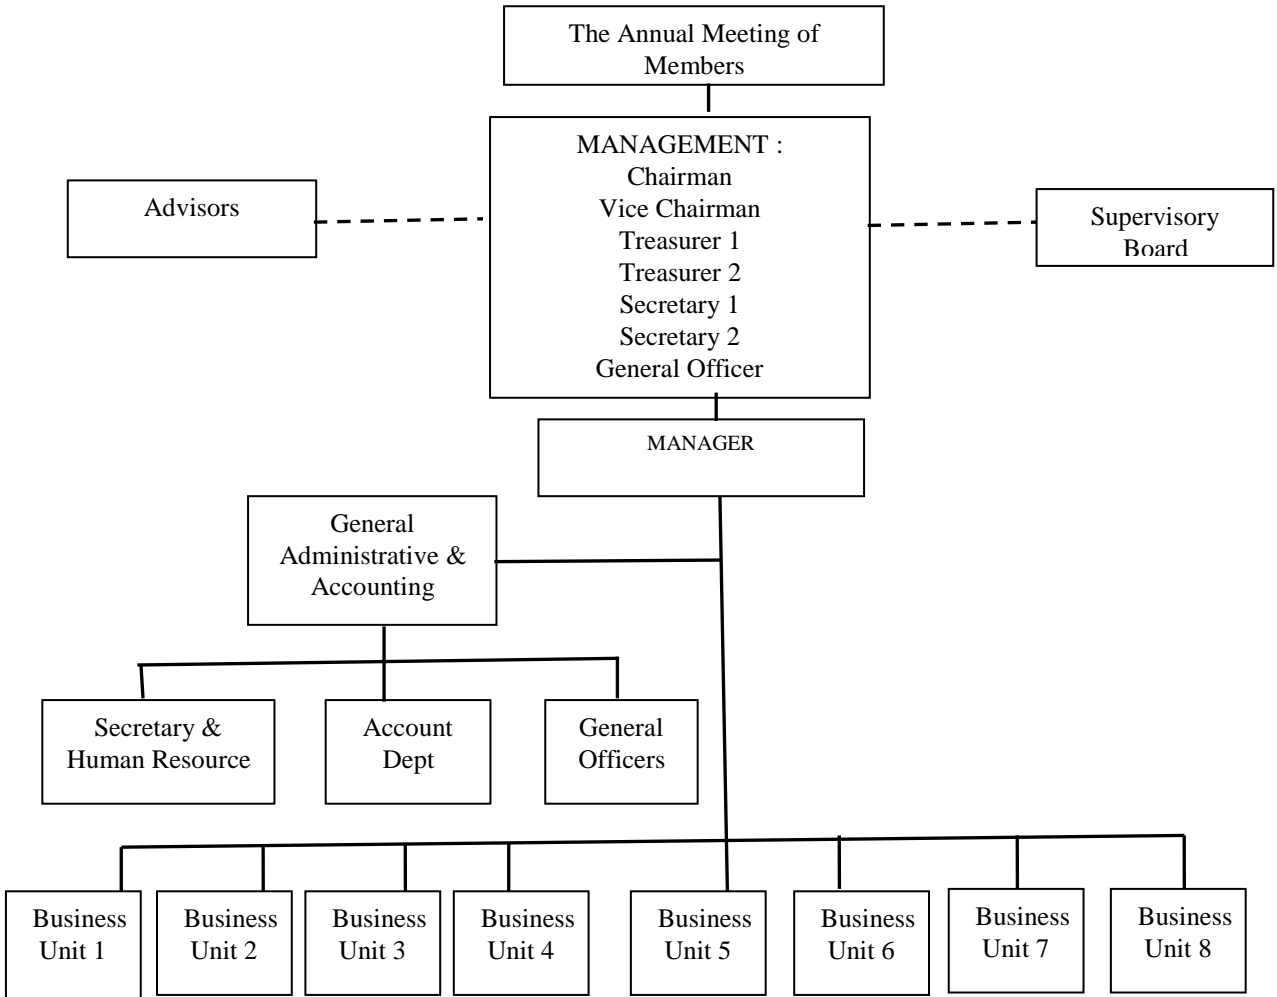 The Annual Meeting of
Members
MANAGEMENT :
Chairman
Vice Chairman
Treasurer 1
Treasurer 2
Secretary 1
Secretary 2
General Officer
Advisors
Supervisory
Board
MANAGER
General
Administrative &
Accounting
Secretary &
Human Resource
Account
Dept
General
Officers
Business
Unit 1
Business
Unit 2
Business
Unit 3
Business
Unit 4
Business
Unit 5
Business
Unit 6
Business
Unit 7
Business
Unit 8